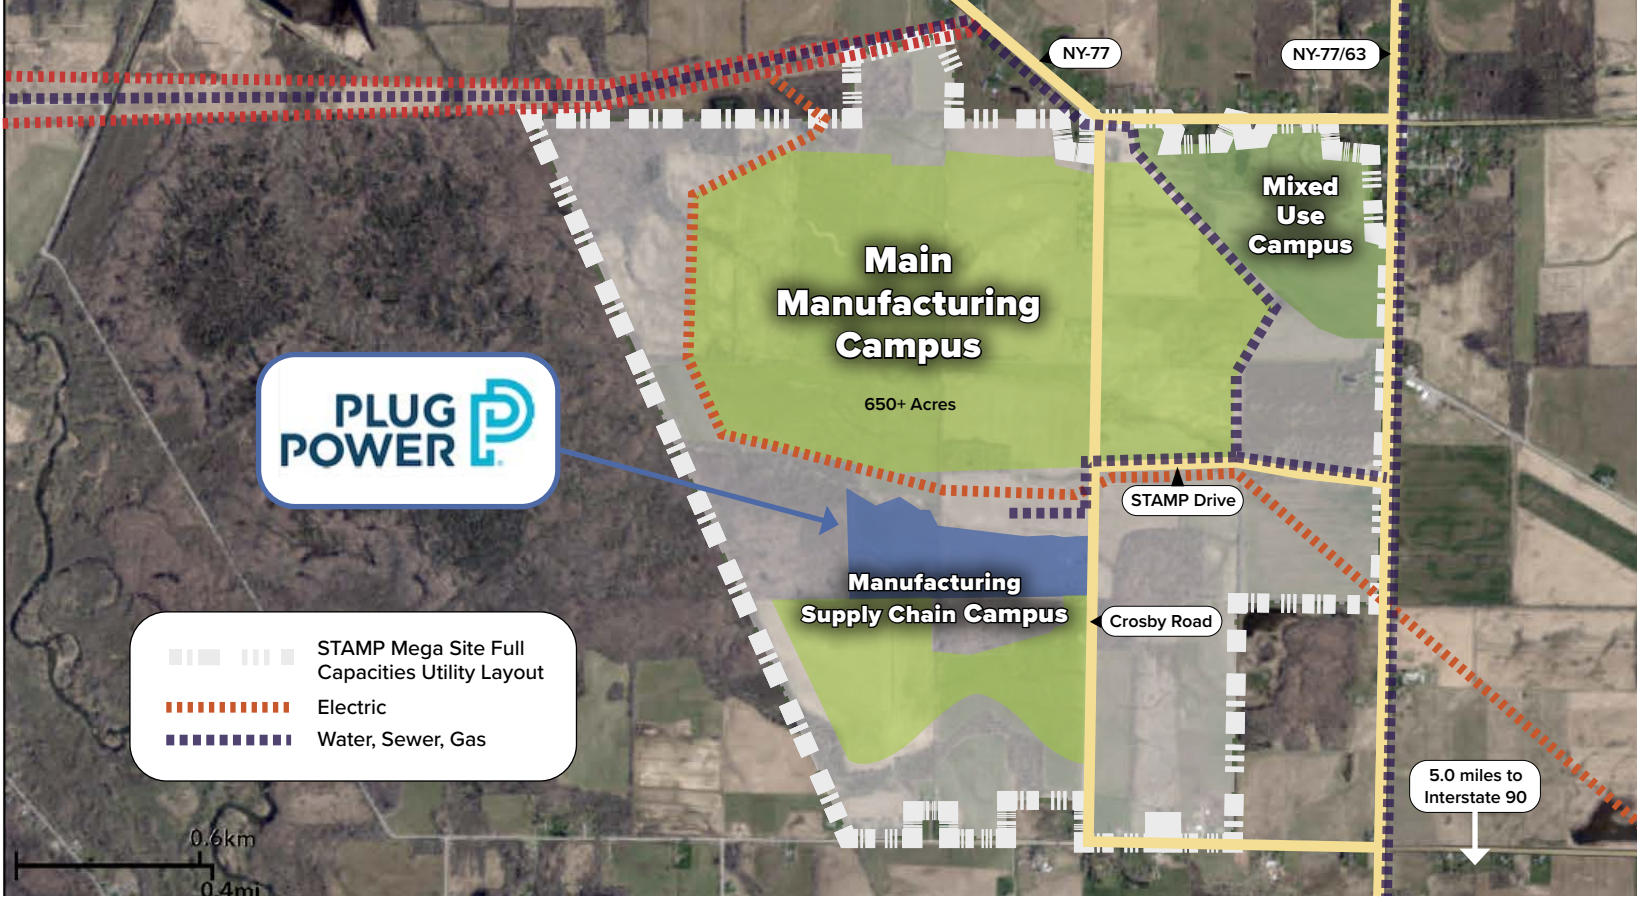 NY-77
NY-77/63
Mixed
Use
Campus
Main
Manufacturing
Campus
650+ Acres
PLUG
POWER
STAMP Drive
Manufacturing
Supply Chain Campus
Crosby Road
STAMP Mega Site Full
Capacities Utility Layout
Electric
Water, Sewer, Gas
5.0 miles to
Interstate 90
0.6km
0.4mi